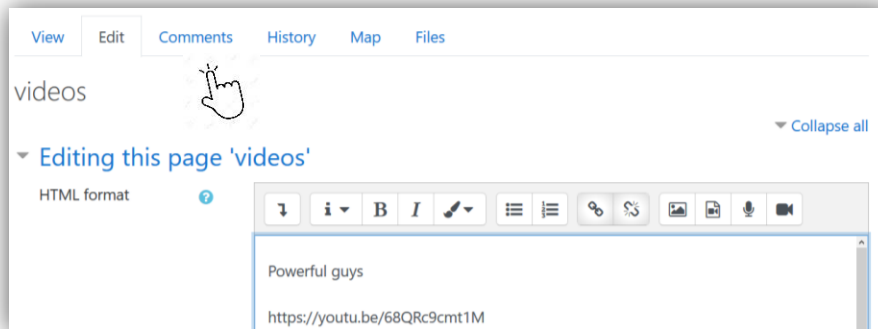 View Edit Comments History Map Files
videos
Collapse all
Editing this page 'videos'
HTML format
i B I
Powerful guys
https://youtu.be/68QRc9cmt1M